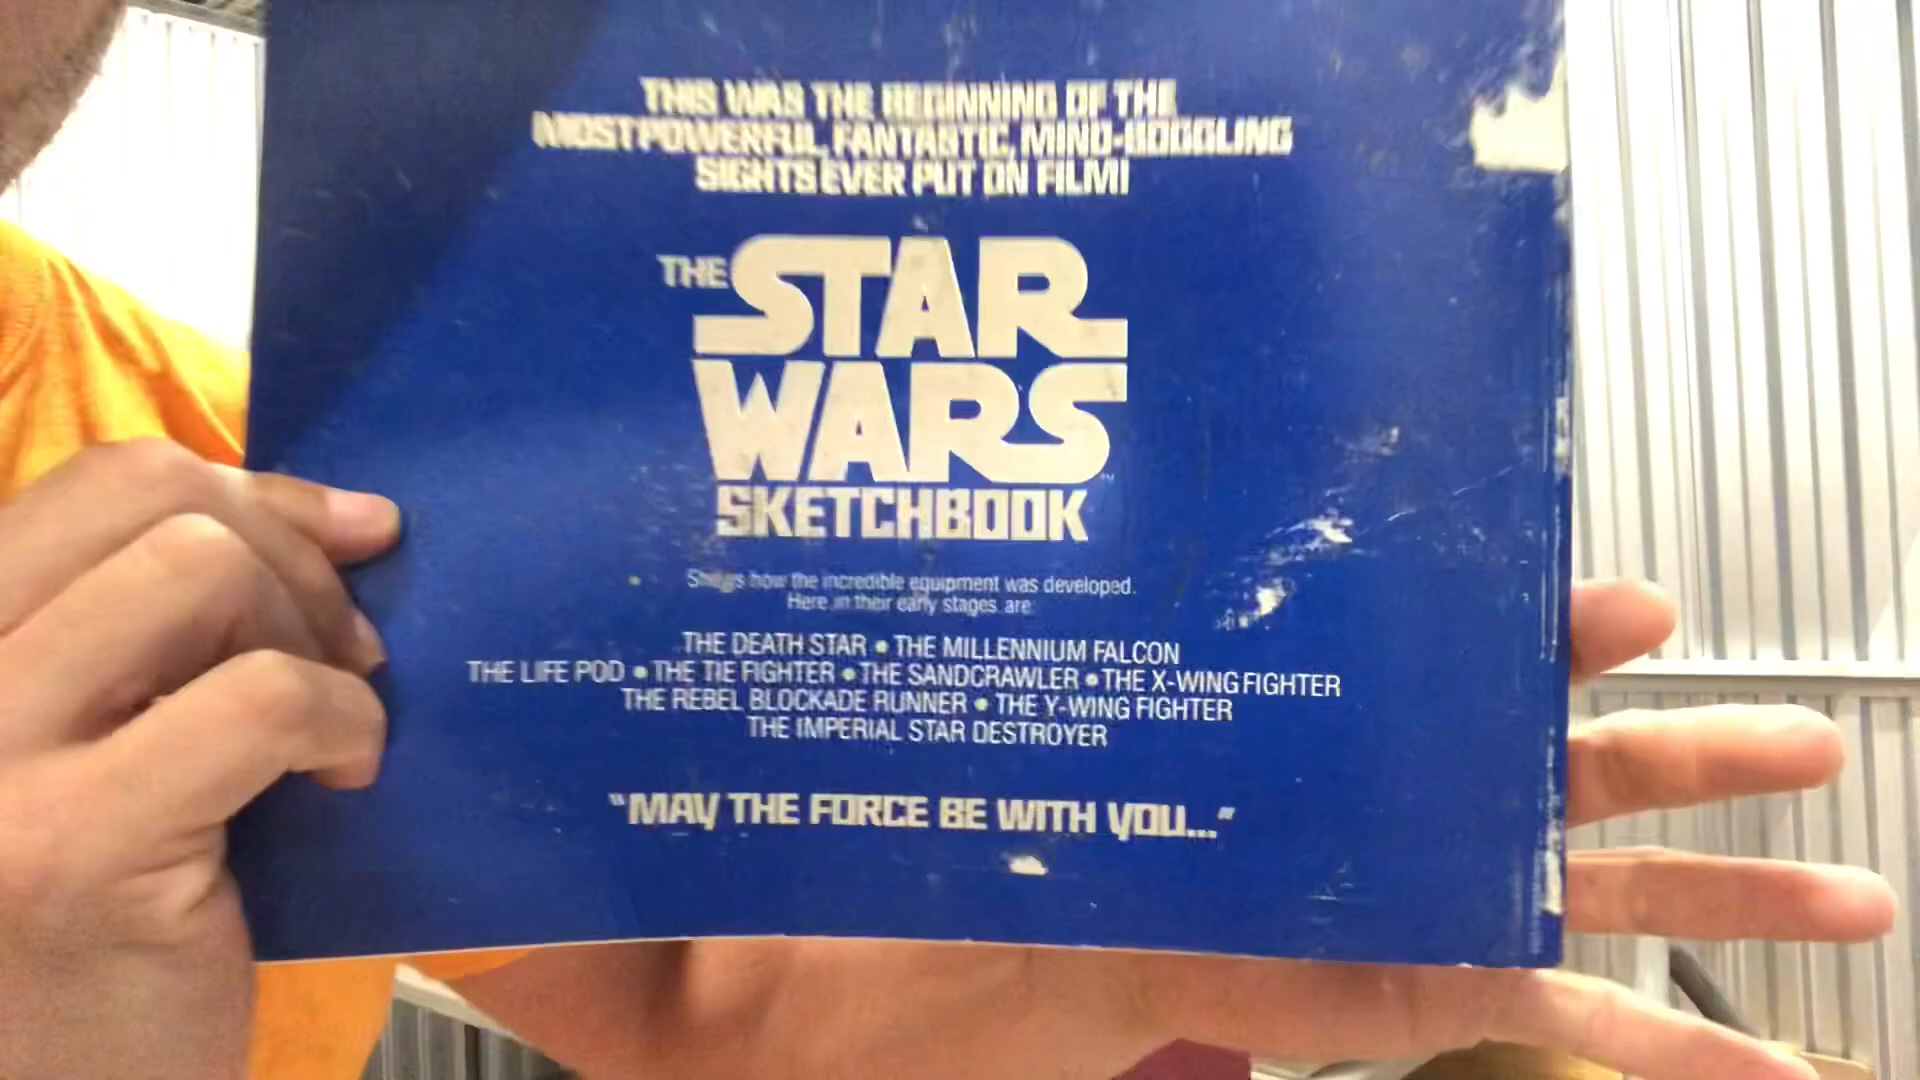 THIS WAS THE BEGINNING OF THE
MOST POWERFUL, FANTASTIC, MIND-BOGGLING
SIGHTS EVER PUT ON FILM!
THE STAR
WARS
SKETCHBOOK
Shows how the incredible equipment was developed.
Here in their early stages are:
THE DEATH STAR • THE MILLENNIUM FALCON
THE LIFE POD • THE TIE FIGHTER • THE SANDCRAWLER • THE X-WING FIGHTER
THE REBEL BLOCKADE RUNNER • THE Y-WING FIGHTER
THE IMPERIAL STAR DESTROYER
"MAY THE FORCE BE WITH YOU..."